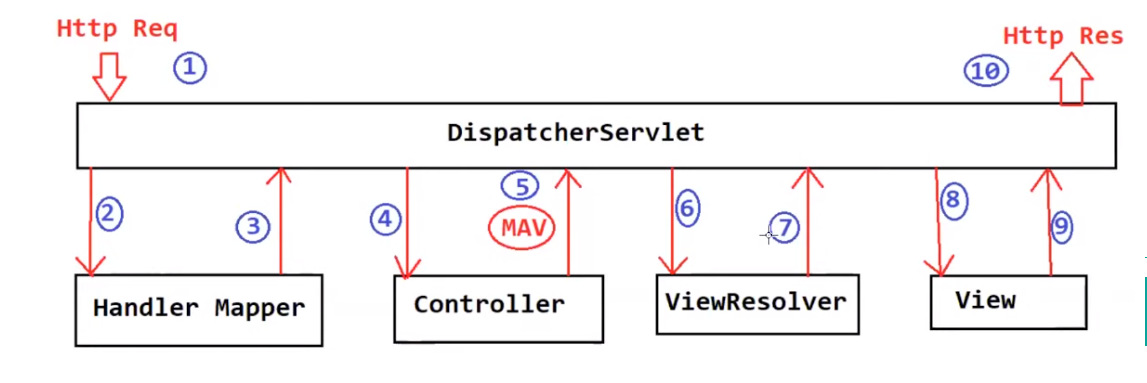 Http Req
Http Res
1
10
DispatcherServlet
2
3
4
5
MAV
6
7
8
9
Handler Mapper
Controller
ViewResolver
View